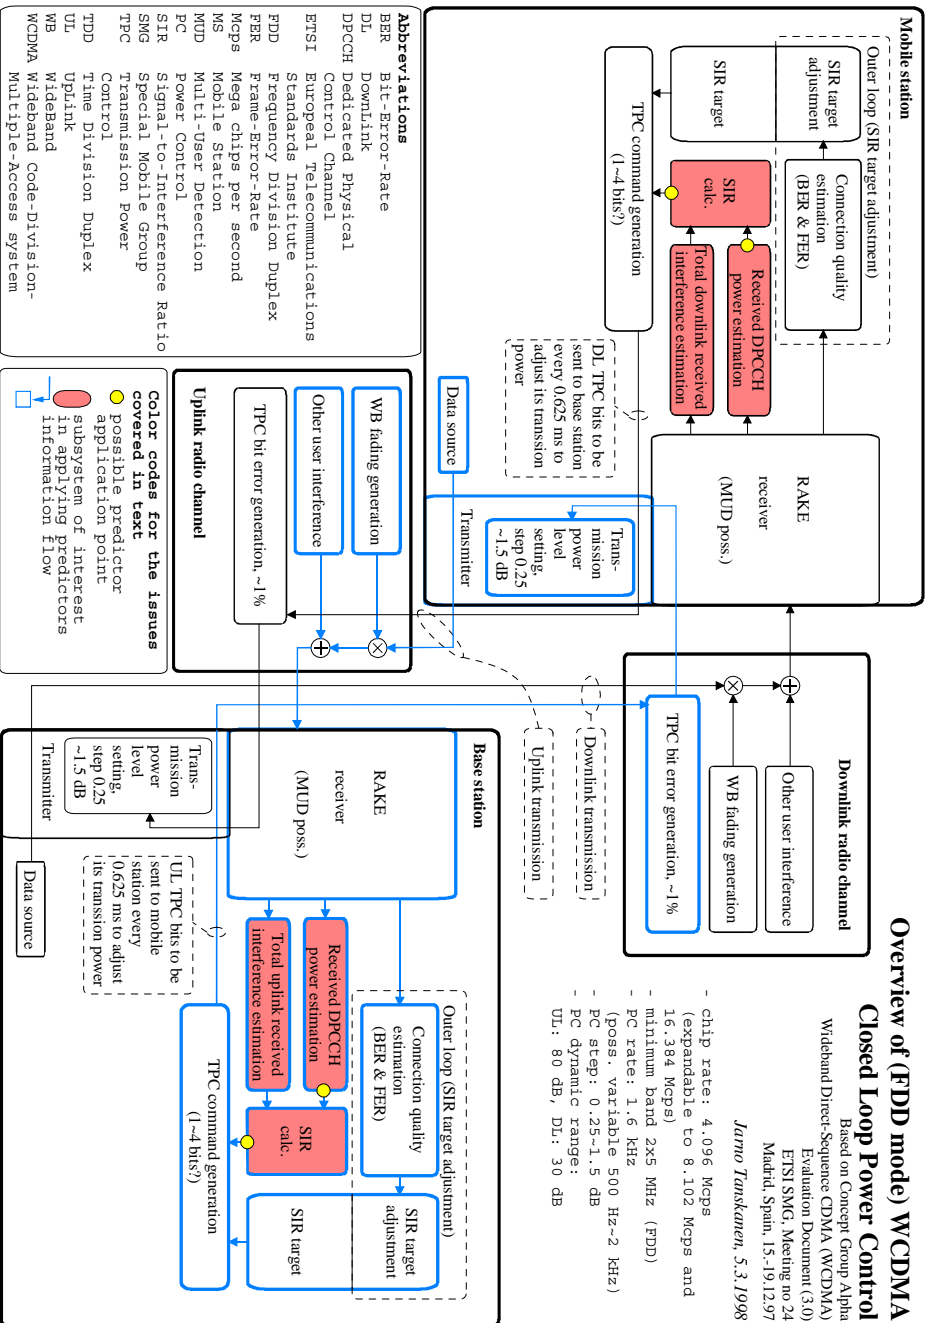 Overview of (FDD mode) WCDMA
Closed Loop Power Control
Based on Concept Group Alpha
Wideband Direct-Sequence CDMA (WCDMA)
Evaluation Document (3.0)
ETSI SMG, Meeting no 24
Madrid, Spain, 15.-19.12.97
Jarno Tanskanen, 5.3.1998
- chip rate: 4.096 Mcps
(expandable to 8.102 Mcps and
16.384 Mcps)
- minimum band 2x5 MHz (FDD)
- PC rate: 1.6 kHz
(poss. variable 500 Hz~2 kHz)
- PC step: 0.25~1.5 dB
- PC dynamic range:
UL: 80 dB, DL: 30 dB
Mobile station
Outer loop (SIR target adjustment)
SIR target
adjustment
Connection quality
estimation
(BER & FER)
SIR target
SIR
calc.
Received DPCCH
power estimation
Total downlink received
interference estimation
TPC command generation
(1~4 bits?)
RAKE
receiver
(MUD poss.)
DL TPC bits to be
sent to base station
every 0.625 ms to
adjust its transsion
power
Data source
Trans-
mission
power
level
setting,
step 0.25
~1.5 dB
Transmitter
Downlink radio channel
Other user interference
WB fading generation
TPC bit error generation, ~1%
Downlink transmission
Uplink transmission
Uplink radio channel
WB fading generation
Other user interference
TPC bit error generation, ~1%
Base station
RAKE
receiver
(MUD poss.)
Outer loop (SIR target adjustment)
Connection quality
estimation
(BER & FER)
SIR target
adjustment
Received DPCCH
power estimation
Total uplink received
interference estimation
SIR
calc.
SIR target
TPC command generation
(1~4 bits?)
Trans-
mission
power
level
setting,
step 0.25
~1.5 dB
Transmitter
UL TPC bits to be
sent to mobile
station every
0.625 ms to adjust
its transsion power
Data source
Abbreviations
BER Bit-Error-Rate
DL DownLink
DPCCH Dedicated Physical
Control Channel
ETSI Europeal Telecommunications
Standards Institute
FDD Frequency Division Duplex
FER Frame-Error-Rate
Mcps Mega chips per second
MS Mobile Station
MUD Multi-User Detection
PC Power Control
SIR Signal-to-Interference Ratio
SMG Special Mobile Group
TPC Transmission Power
Control
TDD Time Division Duplex
UL UpLink
WB WideBand
WCDMA Wideband Code-Division-
Multiple-Access system
Color codes for the issues
covered in text
possible predictor
application point
subsystem of interest
in applying predictors
information flow